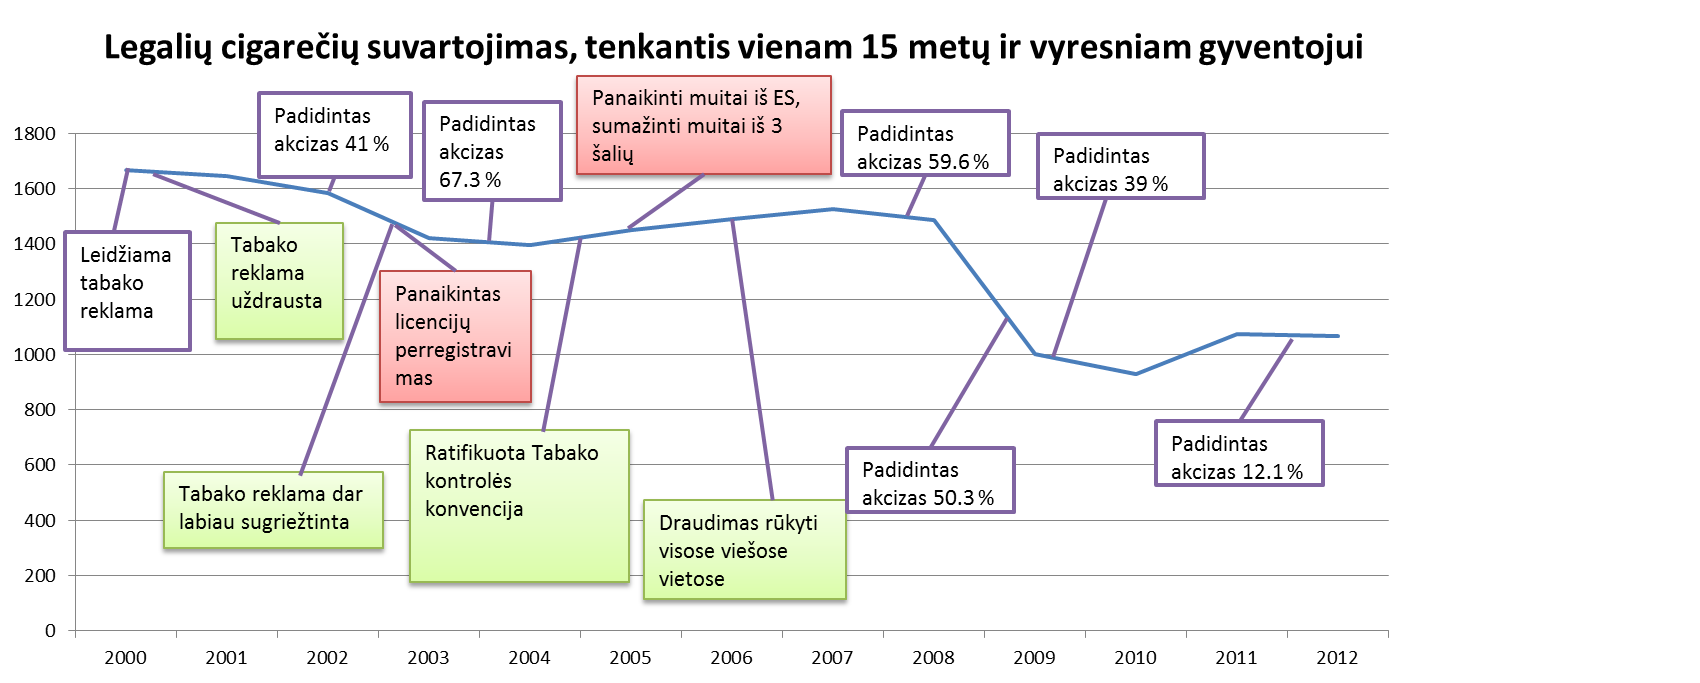 Legalių cigarečių suvartojimas, tenkantis vienam 15 metų ir vyresniam gyventojui
1800
1600
1400
1200
1000
800
600
400
200
0
2000
2001
2002
2003
2004
2005
2006
2007
2008
2009
2010
2011
2012
Leidžiama
tabako
reklama
Tabako
reklama
uždrausta
Padidintas
akcizas 41 %
Tabako reklama dar
labiau sugriežtinta
Panaikintas
licencijų
perregistravi
mas
Padidintas
akcizas
67.3 %
Ratifikuota Tabako
kontrolės
konvencija
Panaikinti muitai iš ES,
sumažinti muitai iš 3
šalių
Draudimas rūkyti
visose viešose
vietose
Padidintas
akcizas 59.6 %
Padidintas
akcizas 50.3 %
Padidintas
akcizas 39 %
Padidintas
akcizas 12.1 %